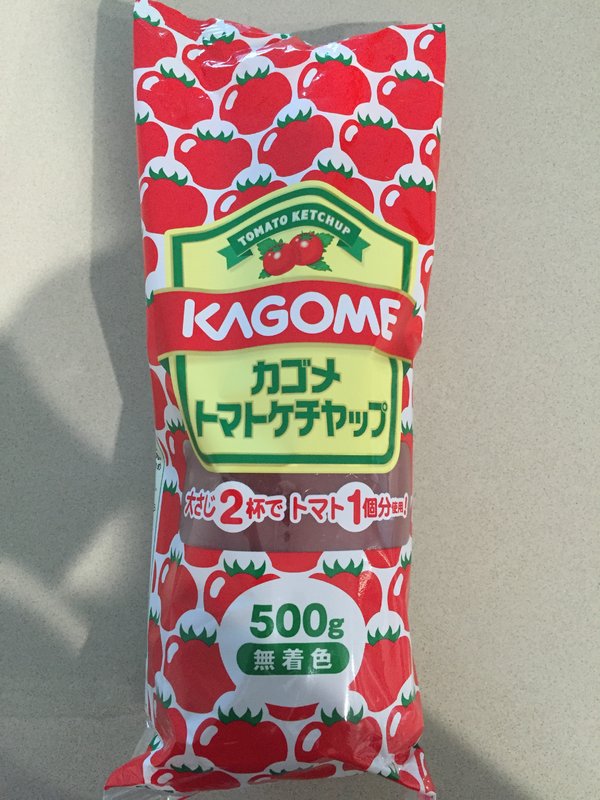 TOMATO KETCHUP
KAGOME
カゴメ
トマトケチャップ
大さじ2杯で トマト1個分使用!
500g
無着色